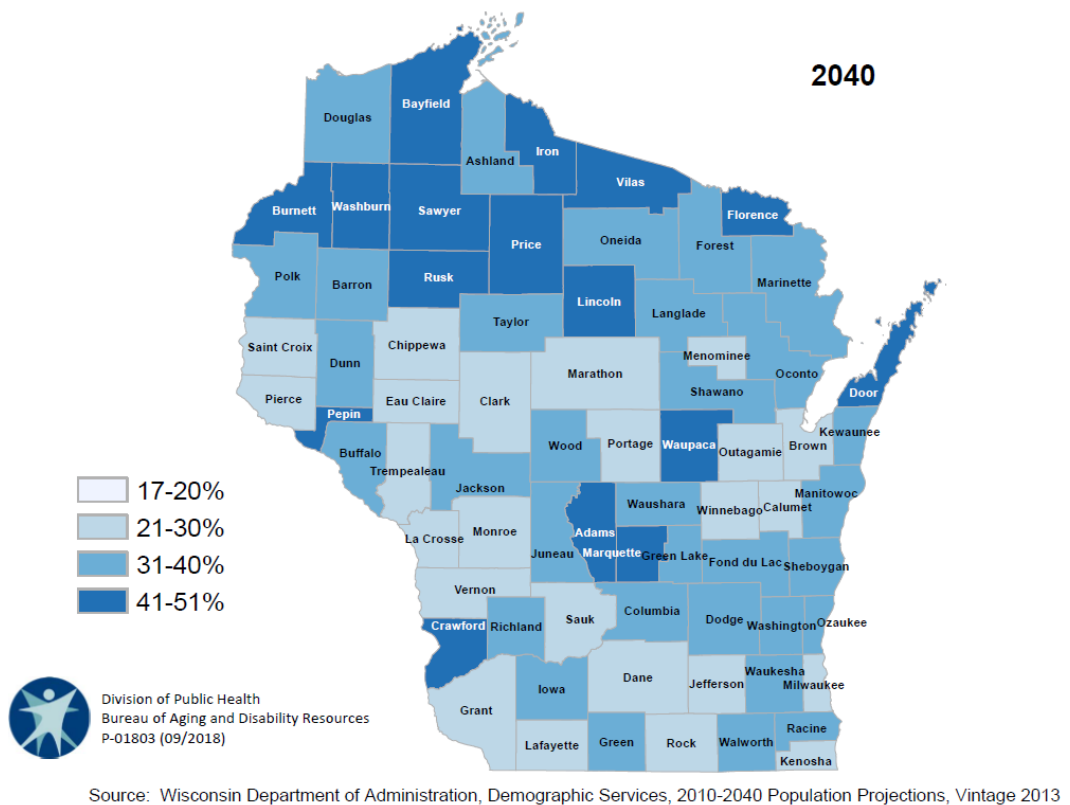 2040
Bayfield
Douglas
Ashland
Iron
Vilas
Burnett
Washburn
Sawyer
Florence
Price
Oneida
Forest
Polk
Barron
Rusk
Marinette
Lincoln
Langlade
Taylor
Saint Croix
Chippewa
Menominee
Dunn
Marathon
Oconto
Shawano
Door
Pierce
Eau Claire
Clark
Pepin
Kewaunee
Wood
Portage
Waupaca
Brown
Outagamie
Buffalo
Trempealeau
Jackson
Manitowoc
Waushara
Calumet
Winnebago
Adams
Monroe
La Crosse
Juneau
Marquette
Green Lake
Fond du Lac
Sheboygan
Vernon
Columbia
Sauk
Dodge
Ozaukee
Crawford
Richland
Washington
Waukesha
Dane
Jefferson
Milwaukee
Iowa
Grant
Racine
Lafayette
Green
Rock
Walworth
Kenosha
17-20%
21-30%
31-40%
41-51%
Division of Public Health
Bureau of Aging and Disability Resources
P-01803 (09/2018)
Source: Wisconsin Department of Administration, Demographic Services, 2010-2040 Population Projections, Vintage 2013